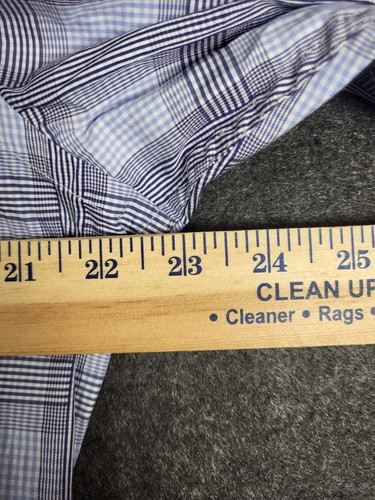 21 22 23 24 25
CLEAN UP
• Cleaner • Rags •